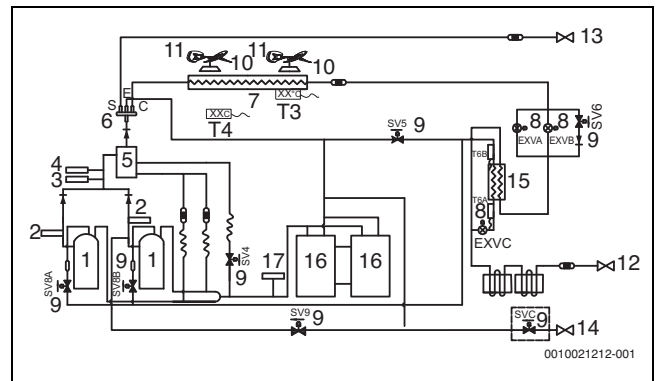 13
11
11
10
10
E
S
C
7
XX°C
T3
6
XXC
T4
SV5
9
8
8
SV6
EXVA
EXVB
9
T6B
4
3
5
15
2
T6A
8
EXVC
2
SV4
9
17
1
9
1
16
16
12
SV8A
SV8B
9
SV9
9
SVC
9
14
0010021212-001